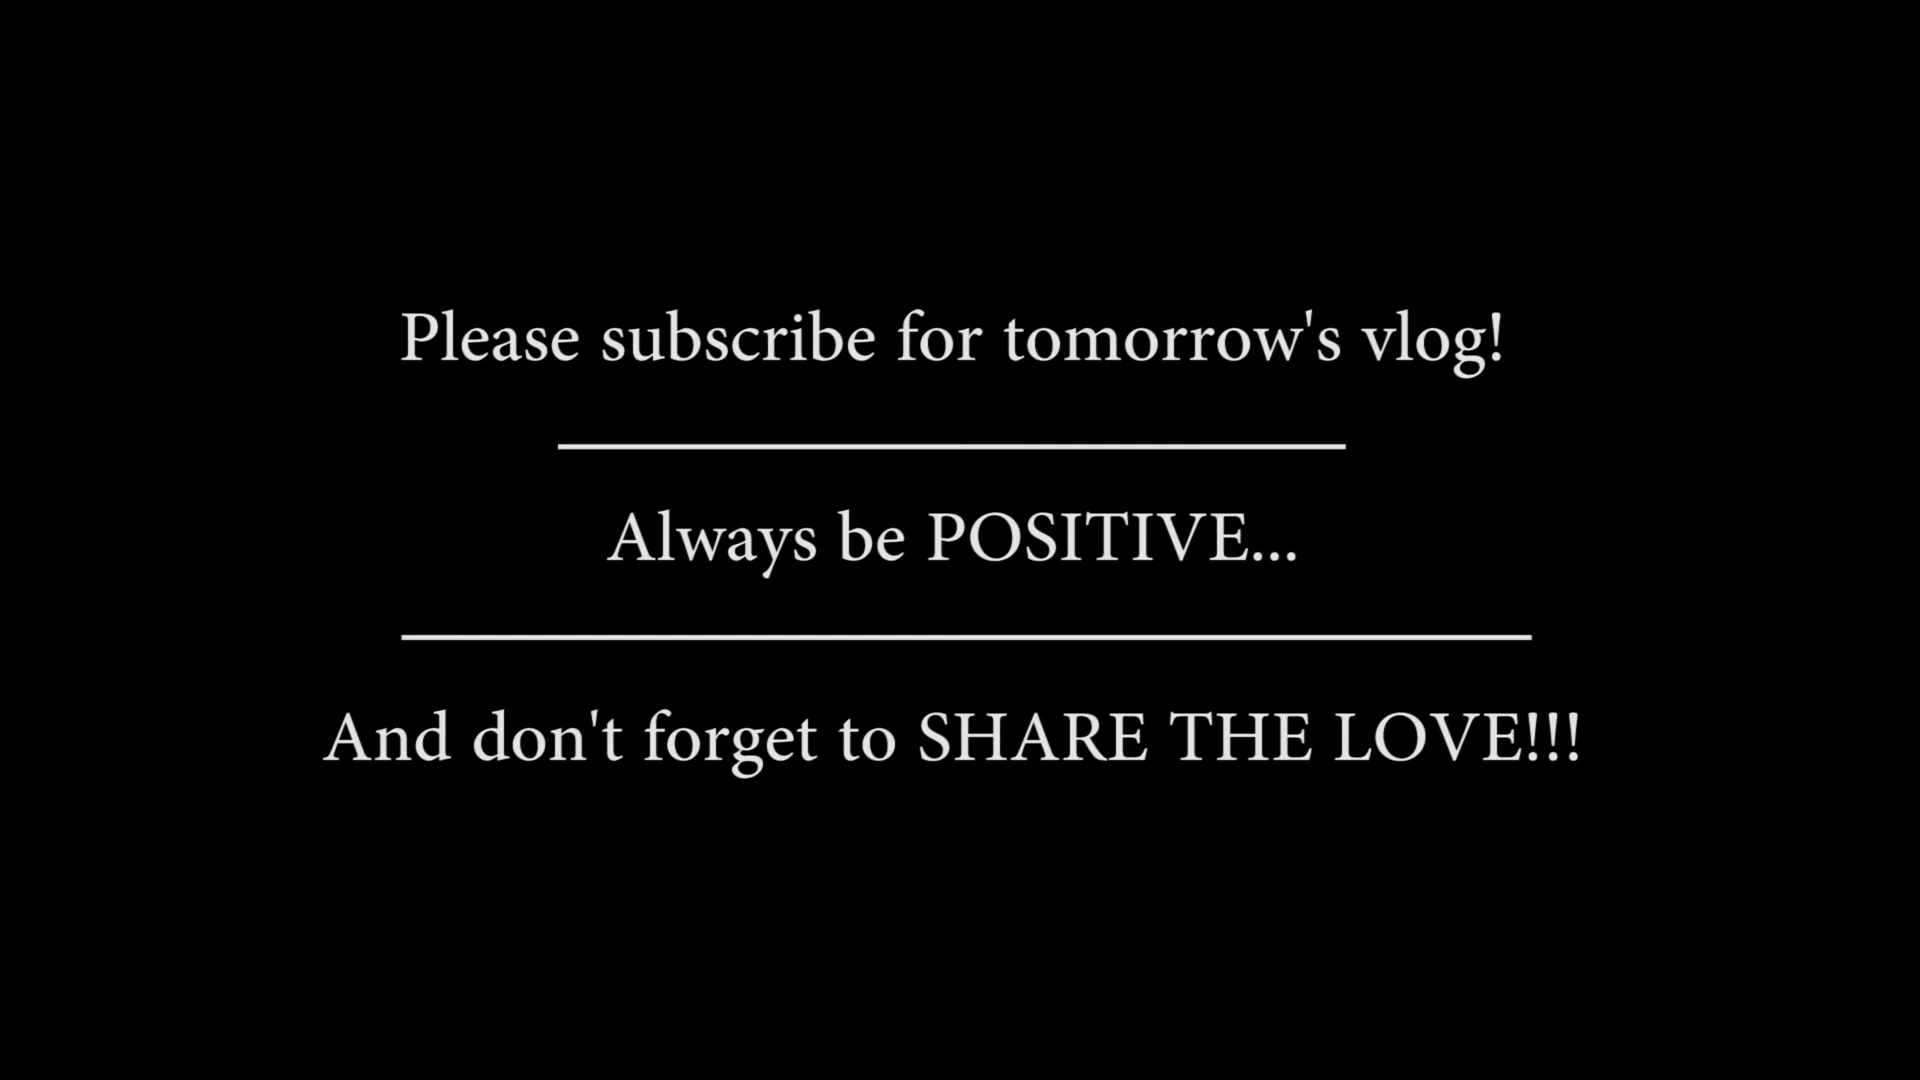 Please subscribe for tomorrow's vlog!
Always be POSITIVE...
And don't forget to SHARE THE LOVE!!!